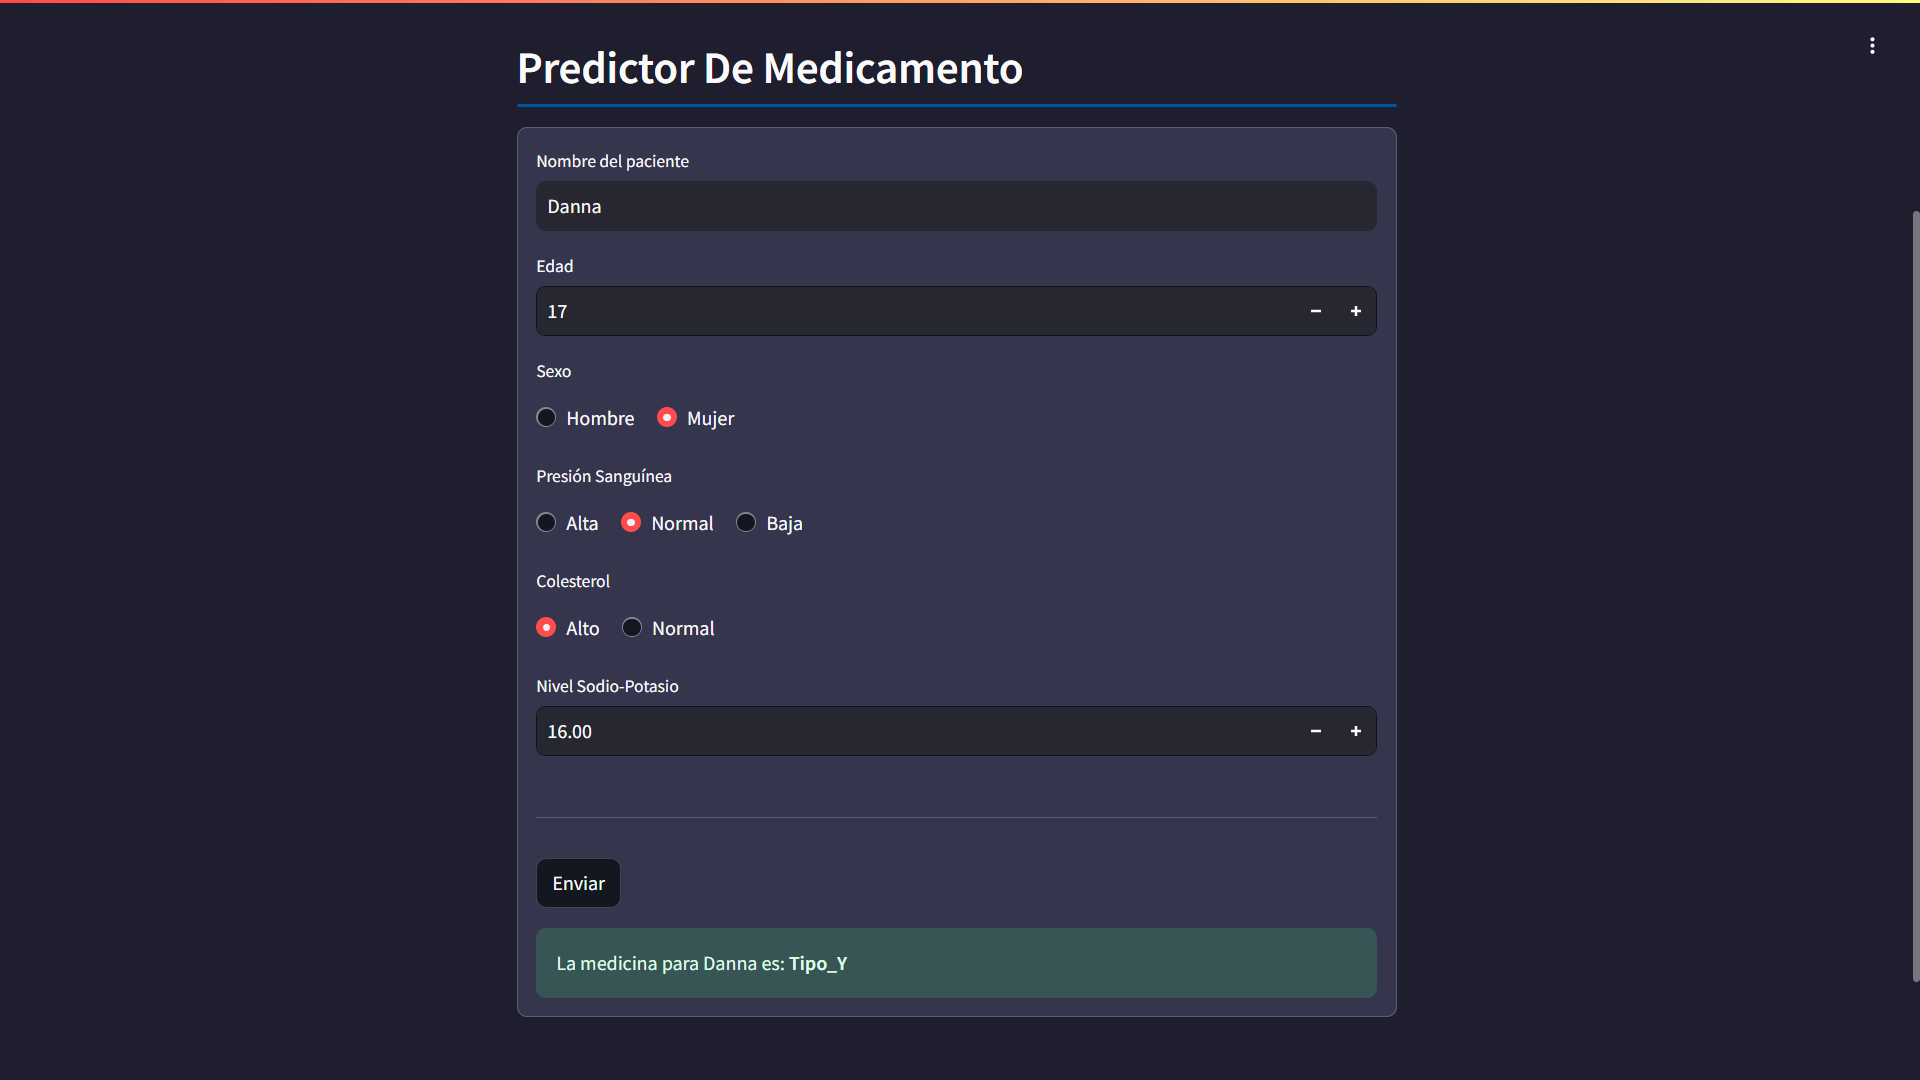 Predictor De Medicamento
Nombre del paciente
Danna
Edad
17
Sexo
Hombre Mujer
Presión Sanguínea
Alta Normal Baja
Colesterol
Alto Normal
Nivel Sodio-Potasio
16.00
Enviar
La medicina para Danna es: Tipo_Y